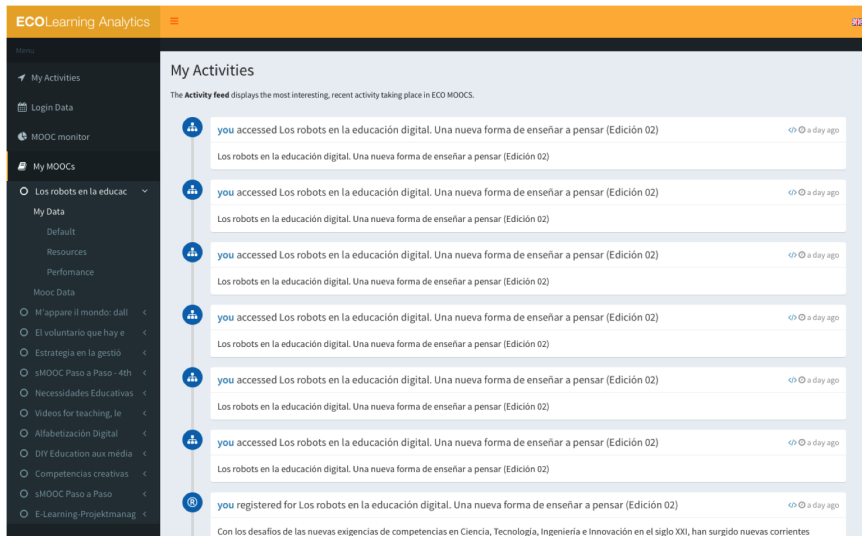 ECOLearning Analytics
Menu
My Activities
Login Data
MOOC monitor
My MOOCs
Los robots en la educac
My Data
Default
Resources
Perfomance
Mooc Data
M'appare il mondo: dall
El voluntario que hay e
Estrategia en la gestió
sMOOC Paso a Paso - 4th
Necessidades Educativas
Videos for teaching, le
Alfabetización Digital
DIY Education aux média
Competencias creativas
sMOOC Paso a Paso
E-Learning-Projektmanag
My Activities
The Activity feed displays the most interesting, recent activity taking place in ECO MOOCS.
you accessed Los robots en la educación digital. Una nueva forma de enseñar a pensar (Edición 02) </> a day ago
Los robots en la educación digital. Una nueva forma de enseñar a pensar (Edición 02)
you accessed Los robots en la educación digital. Una nueva forma de enseñar a pensar (Edición 02) </> a day ago
Los robots en la educación digital. Una nueva forma de enseñar a pensar (Edición 02)
you accessed Los robots en la educación digital. Una nueva forma de enseñar a pensar (Edición 02) </> a day ago
Los robots en la educación digital. Una nueva forma de enseñar a pensar (Edición 02)
you accessed Los robots en la educación digital. Una nueva forma de enseñar a pensar (Edición 02) </> a day ago
Los robots en la educación digital. Una nueva forma de enseñar a pensar (Edición 02)
you accessed Los robots en la educación digital. Una nueva forma de enseñar a pensar (Edición 02) </> a day ago
Los robots en la educación digital. Una nueva forma de enseñar a pensar (Edición 02)
you accessed Los robots en la educación digital. Una nueva forma de enseñar a pensar (Edición 02) </> a day ago
Los robots en la educación digital. Una nueva forma de enseñar a pensar (Edición 02)
® you registered for Los robots en la educación digital. Una nueva forma de enseñar a pensar (Edición 02) </> a day ago
Con los desafíos de las nuevas exigencias de competencias en Ciencia, Tecnología, Ingeniería e Innovación en el siglo XXI, han surgido nuevas corrientes